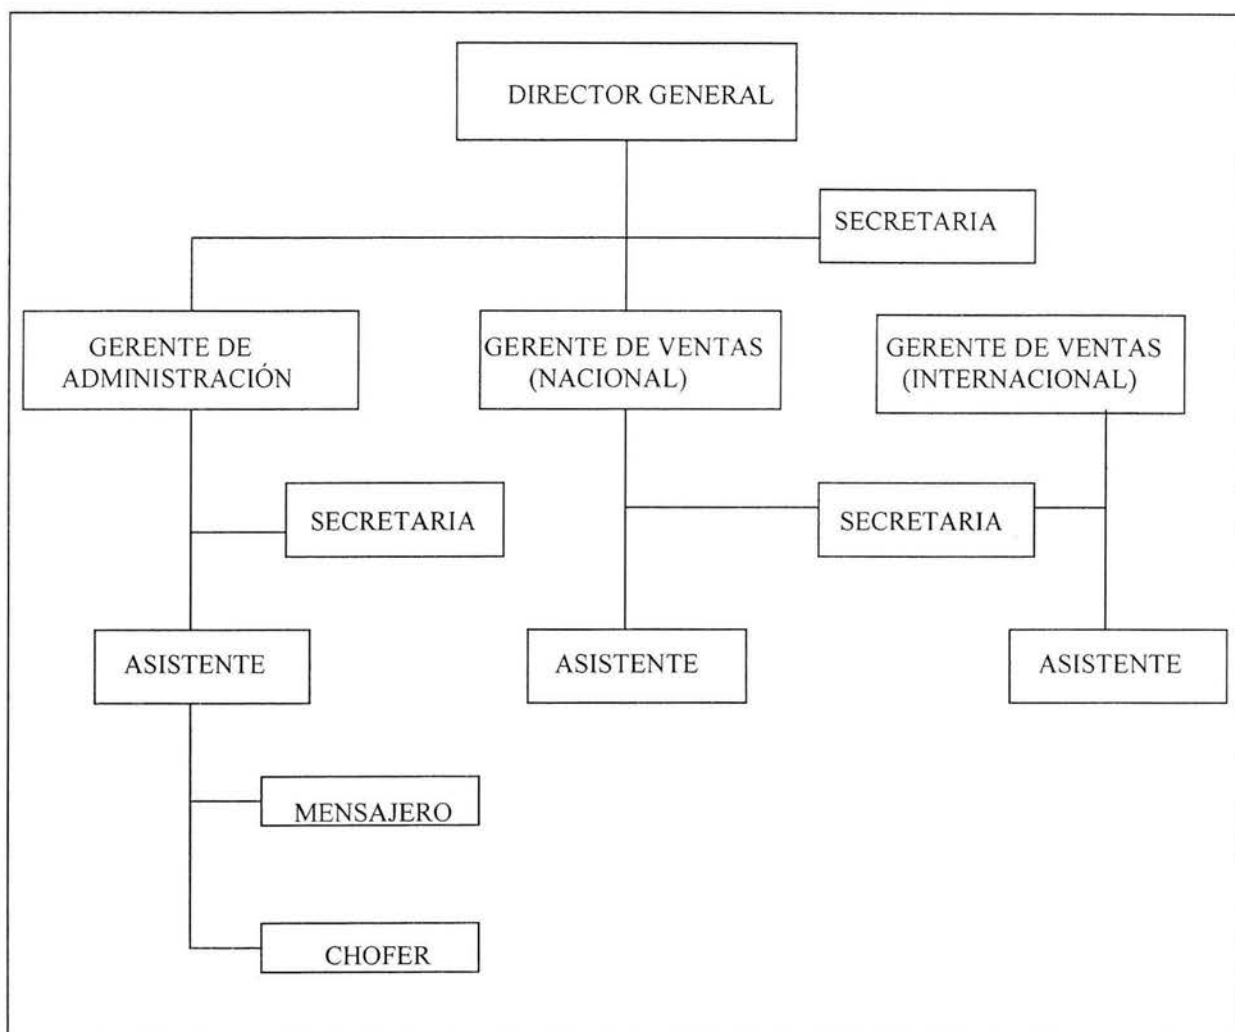 DIRECTOR GENERAL
SECRETARIA
GERENTE DE
ADMINISTRACIÓN
GERENTE DE VENTAS
(NACIONAL)
GERENTE DE VENTAS
(INTERNACIONAL)
SECRETARIA
SECRETARIA
ASISTENTE
ASISTENTE
ASISTENTE
MENSAJERO
CHOFER